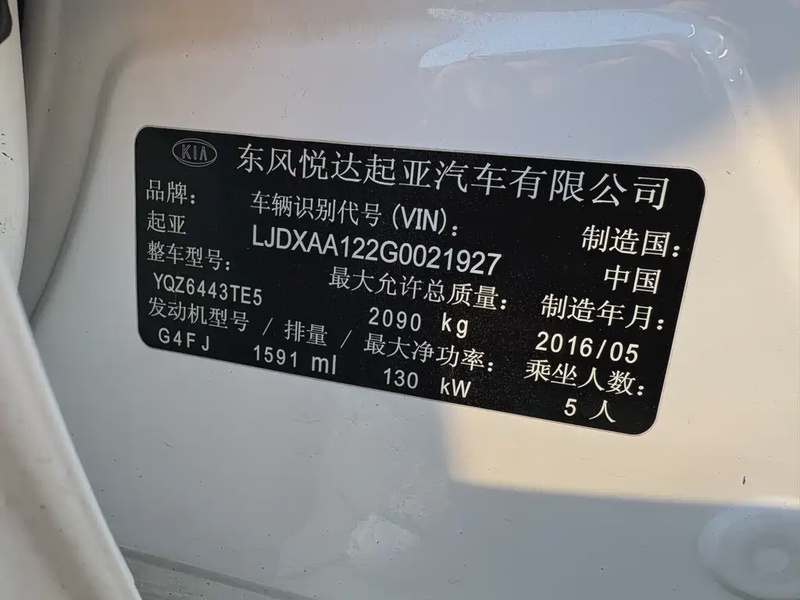 KIA 东风悦达起亚汽车有限公司
品牌： 车辆识别代号 (VIN)： 制造国：
起亚 LJDXAA122G0021927 中国
整车型号： 最大允许总质量： 制造年月：
YQZ6443TE5 2090 kg 2016/05
发动机型号 / 排量 / 最大净功率： 乘坐人数：
G4FJ 1591 ml 130 kW 5 人